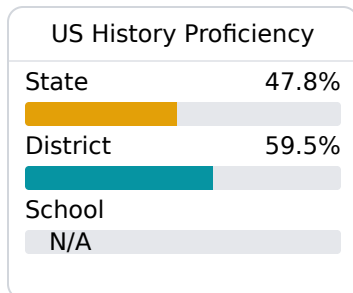 US History Proficiency
State 47.8%
District 59.5%
School
N/A